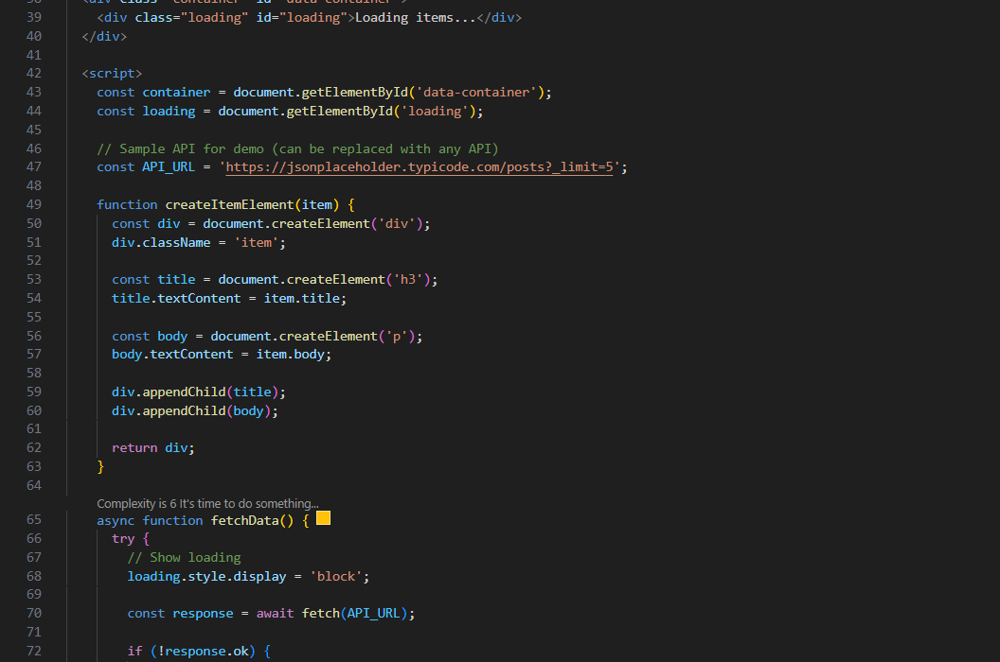 38 <div class="container" id="data-container">
39 <div class="loading" id="loading">Loading items...</div>
40 </div>
41
42 <script>
43 const container = document.getElementById('data-container');
44 const loading = document.getElementById('loading');
45
46 // Sample API for demo (can be replaced with any API)
47 const API_URL = 'https://jsonplaceholder.typicode.com/posts?_limit=5';
48
49 function createItemElement(item) {
50 const div = document.createElement('div');
51 div.className = 'item';
52
53 const title = document.createElement('h3');
54 title.textContent = item.title;
55
56 const body = document.createElement('p');
57 body.textContent = item.body;
58
59 div.appendChild(title);
60 div.appendChild(body);
61
62 return div;
63 }
64
Complexity is 6 It's time to do something...
65 async function fetchData() {
66 try {
67 // Show loading
68 loading.style.display = 'block';
69
70 const response = await fetch(API_URL);
71
72 if (!response.ok) {